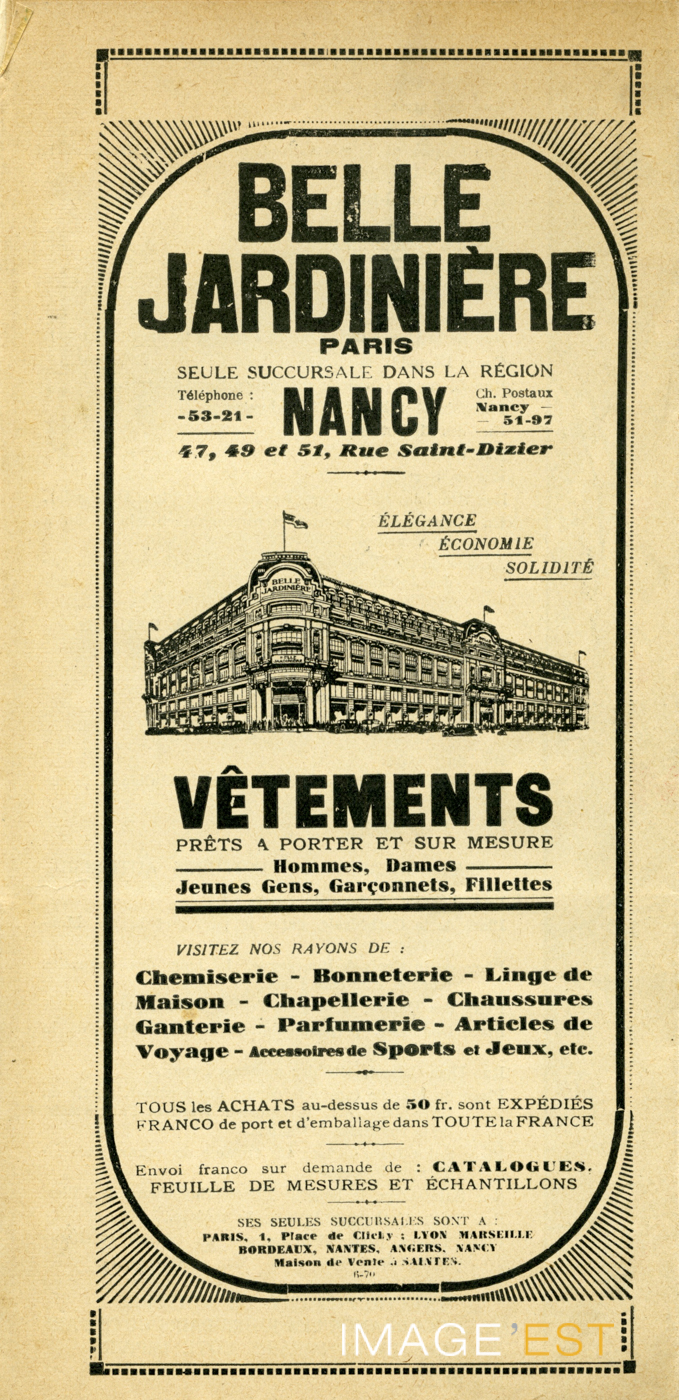 BELLE
JARDINIÈRE
PARIS
SEULE SUCCURSALE DANS LA RÉGION
Téléphone :
-53-21-
NANCY
Ch. Postaux
Nancy –
– 51-97
47, 49 et 51, Rue Saint-Dizier
ÉLÉGANCE
ÉCONOMIE
SOLIDITÉ
BELLE
JARDINIÈRE
VÊTEMENTS
PRÊTS A PORTER ET SUR MESURE
Hommes, Dames
Jeunes Gens, Garçonnets, Fillettes
VISITEZ NOS RAYONS DE :
Chemiserie - Bonneterie - Linge de
Maison - Chapellerie - Chaussures
Ganterie - Parfumerie - Articles de
Voyage - Accessoires de Sports et Jeux, etc.
TOUS les ACHATS au-dessus de 50 fr. sont EXPÉDIÉS
FRANCO de port et d'emballage dans TOUTE la FRANCE
Envoi franco sur demande de : CATALOGUES,
FEUILLE DE MESURES ET ÉCHANTILLONS
SES SEULES SUCCURSALES SONT A :
PARIS, 1, Place de Clichy ; LYON MARSEILLE
BORDEAUX, NANTES, ANGERS, NANCY
Maison de Vente à SAINTES.
6-70
IMAGE'EST